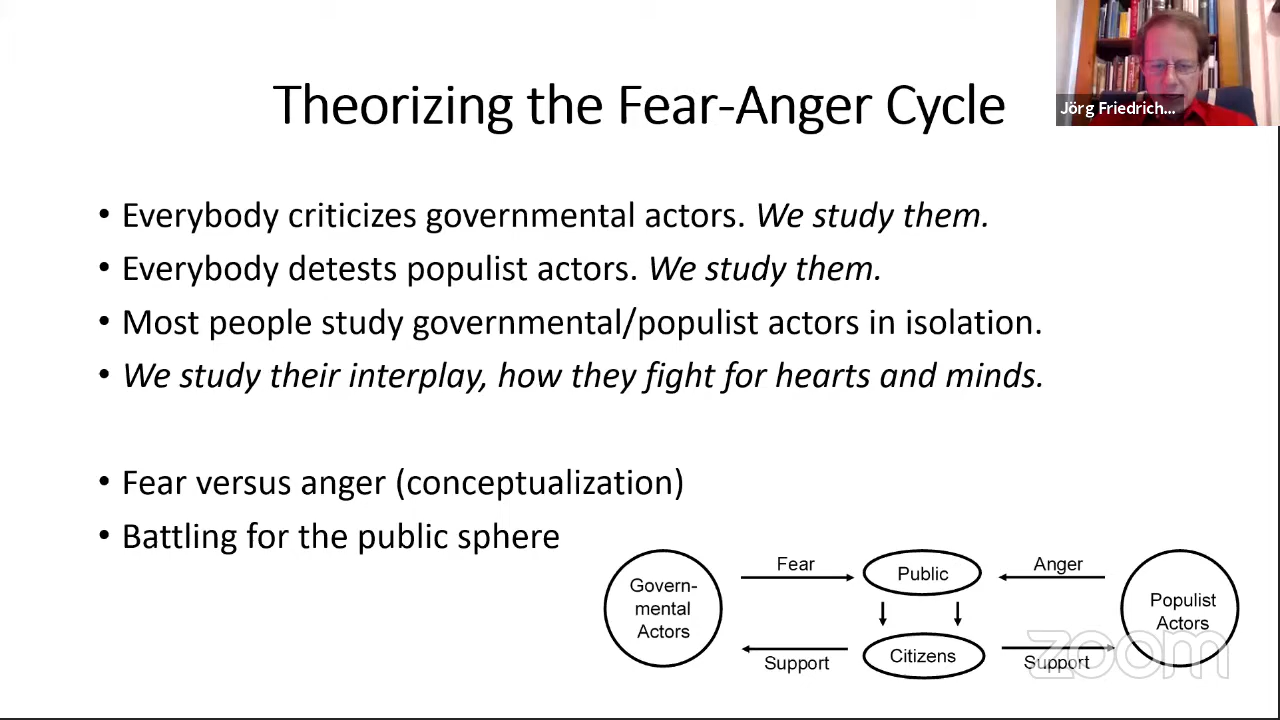 Theorizing the Fear-Anger Cycle
Jörg Friedrich...
• Everybody criticizes governmental actors. We study them.
• Everybody detests populist actors. We study them.
• Most people study governmental/populist actors in isolation.
• We study their interplay, how they fight for hearts and minds.
• Fear versus anger (conceptualization)
• Battling for the public sphere
Govern-
mental
Actors
Fear
Public
Anger
Populist
Actors
Support
Citizens
Support
zoom